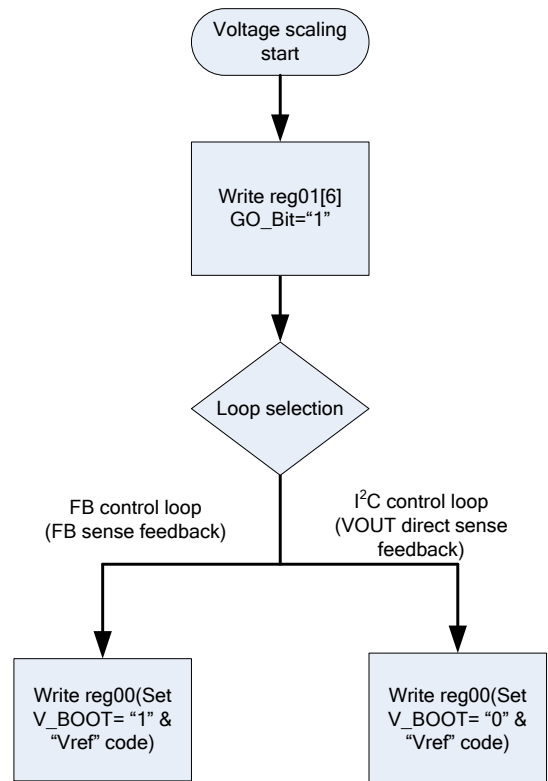 Voltage scaling
start
Write reg01[6]
GO_Bit=“1”
Loop selection
FB control loop
(FB sense feedback)
I²C control loop
(VOUT direct sense
feedback)
Write reg00(Set
V_BOOT= “1” &
“Vref” code)
Write reg00(Set
V_BOOT= “0” &
“Vref” code)